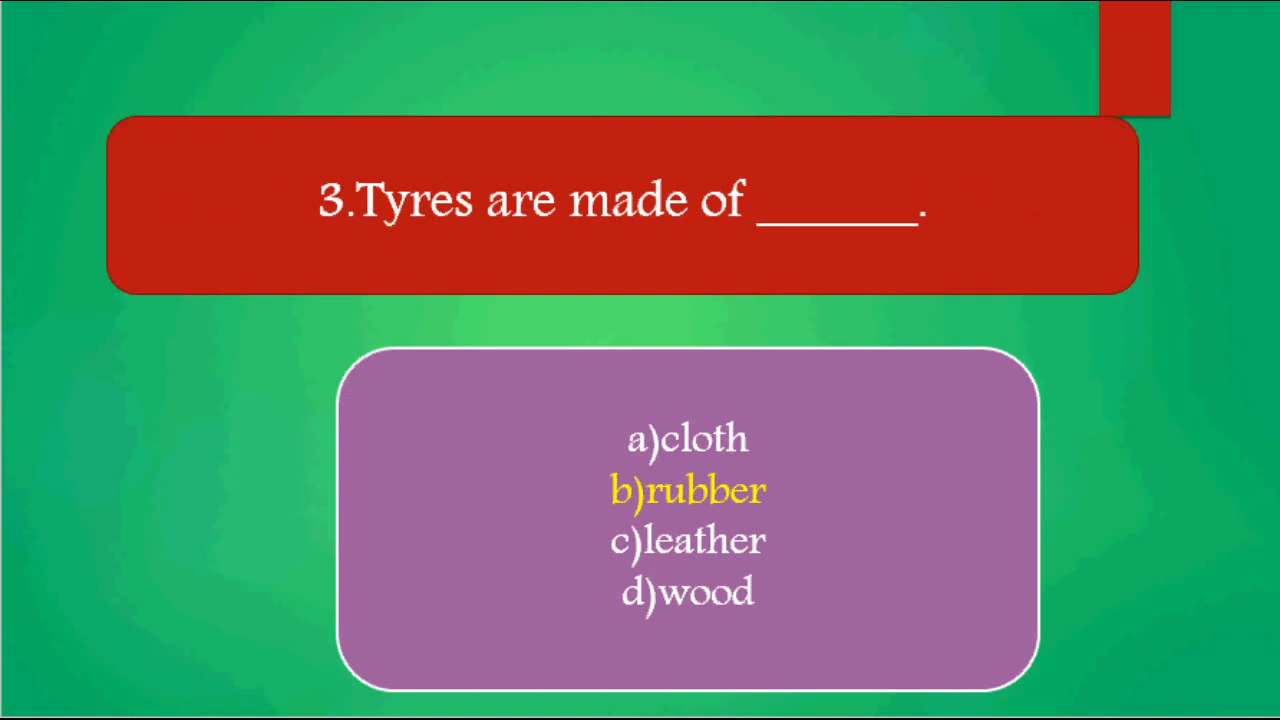 3.Tyres are made of _______.
a)cloth
b)rubber
c)leather
d)wood